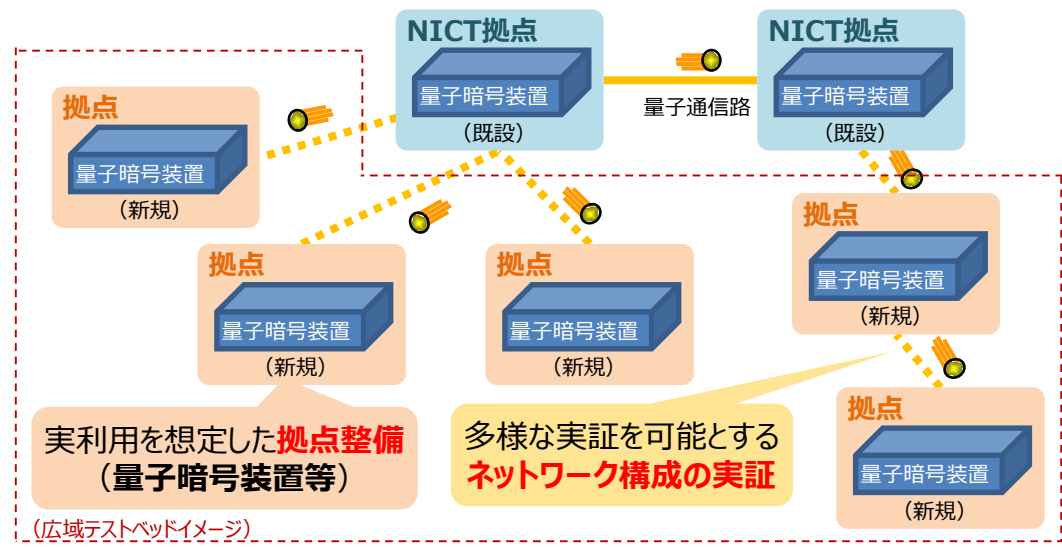 NICT拠点
量子暗号装置
（既設）
量子通信路
NICT拠点
量子暗号装置
（既設）
拠点
量子暗号装置
（新規）
拠点
量子暗号装置
（新規）
拠点
量子暗号装置
（新規）
拠点
量子暗号装置
（新規）
拠点
量子暗号装置
（新規）
実利用を想定した拠点整備
（量子暗号装置等）
多様な実証を可能とする
ネットワーク構成の実証
（広域テストベッドイメージ）